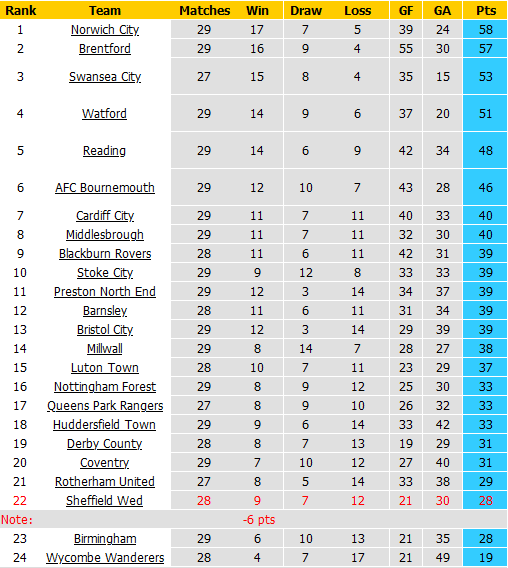 Rank Team Matches Win Draw Loss GF GA Pts
1 Norwich City 29 17 7 5 39 24 58
2 Brentford 29 16 9 4 55 30 57
3 Swansea City 27 15 8 4 35 15 53
4 Watford 29 14 9 6 37 20 51
5 Reading 29 14 6 9 42 34 48
6 AFC Bournemouth 29 12 10 7 43 28 46
7 Cardiff City 29 11 7 11 40 33 40
8 Middlesbrough 29 11 7 11 32 30 40
9 Blackburn Rovers 28 11 6 11 42 31 39
10 Stoke City 29 9 12 8 33 33 39
11 Preston North End 29 12 3 14 34 37 39
12 Barnsley 28 11 6 11 31 34 39
13 Bristol City 29 12 3 14 29 39 39
14 Millwall 29 8 14 7 28 27 38
15 Luton Town 28 10 7 11 23 29 37
16 Nottingham Forest 29 8 9 12 25 30 33
17 Queens Park Rangers 27 8 9 10 26 32 33
18 Huddersfield Town 29 9 6 14 33 42 33
19 Derby County 28 8 7 13 19 29 31
20 Coventry 29 7 10 12 27 40 31
21 Rotherham United 27 8 5 14 33 38 29
22 Sheffield Wed 28 9 7 12 21 30 28
Note: -6 pts
23 Birmingham 29 6 10 13 21 35 28
24 Wycombe Wanderers 28 4 7 17 21 49 19